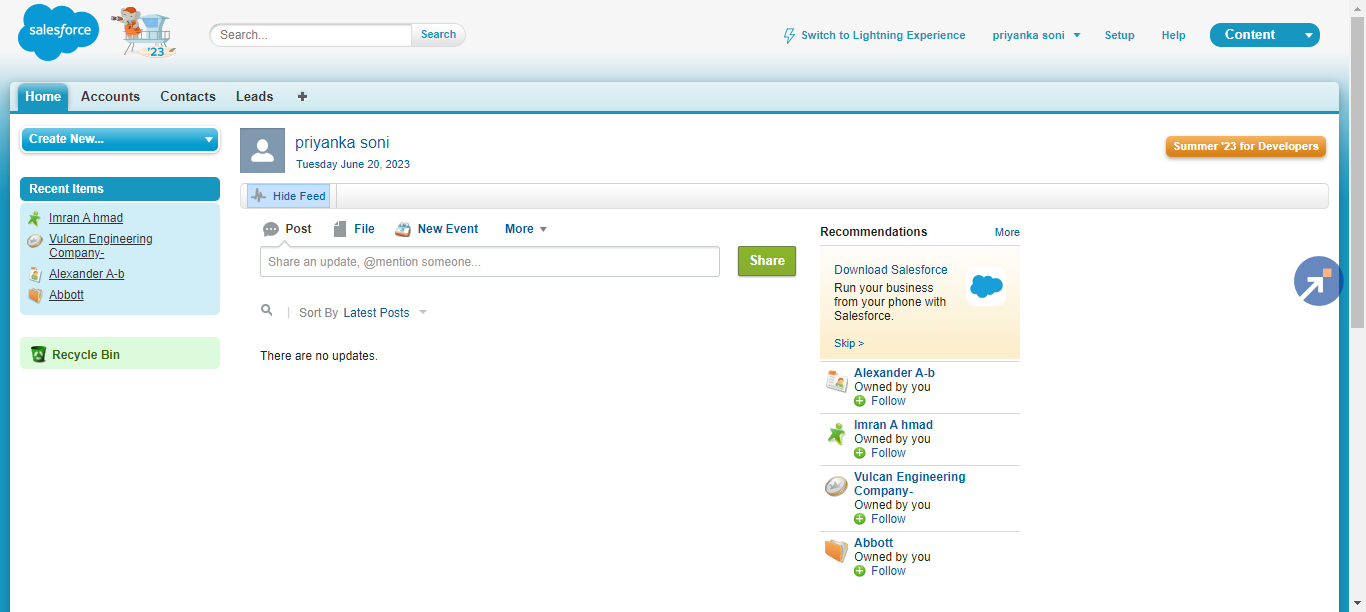 salesforce
'23
Search...
Search
Switch to Lightning Experience
priyanka soni
Setup
Help
Content
Home
Accounts
Contacts
Leads
+
Create New...
Recent Items
Imran A hmad
Vulcan Engineering
Company-
Alexander A-b
Abbott
Recycle Bin
priyanka soni
Tuesday June 20, 2023
Summer '23 for Developers
Hide Feed
Post
File
New Event
More
Share an update, @mention someone...
Share
Sort By Latest Posts
There are no updates.
Recommendations
More
Download Salesforce
Run your business
from your phone with
Salesforce.
Skip >
Alexander A-b
Owned by you
Follow
Imran A hmad
Owned by you
Follow
Vulcan Engineering
Company-
Owned by you
Follow
Abbott
Owned by you
Follow